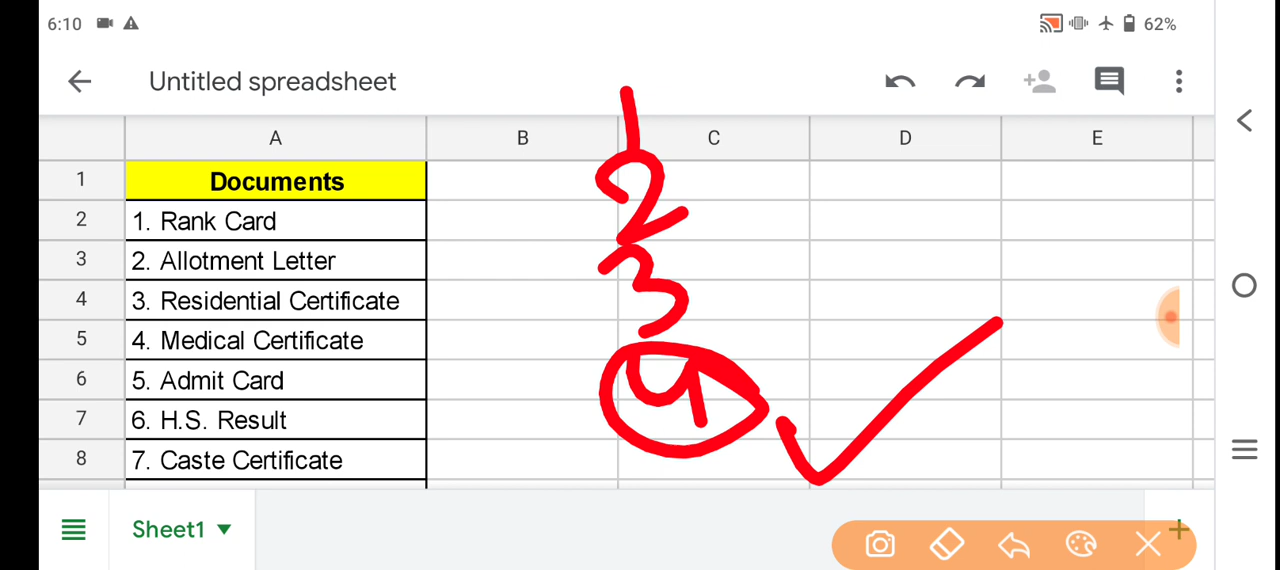 6:10 62%
Untitled spreadsheet
A B C D E
1 Documents
2 1. Rank Card
3 2. Allotment Letter
4 3. Residential Certificate
5 4. Medical Certificate
6 5. Admit Card
7 6. H.S. Result
8 7. Caste Certificate
1
2
3
4
Sheet1